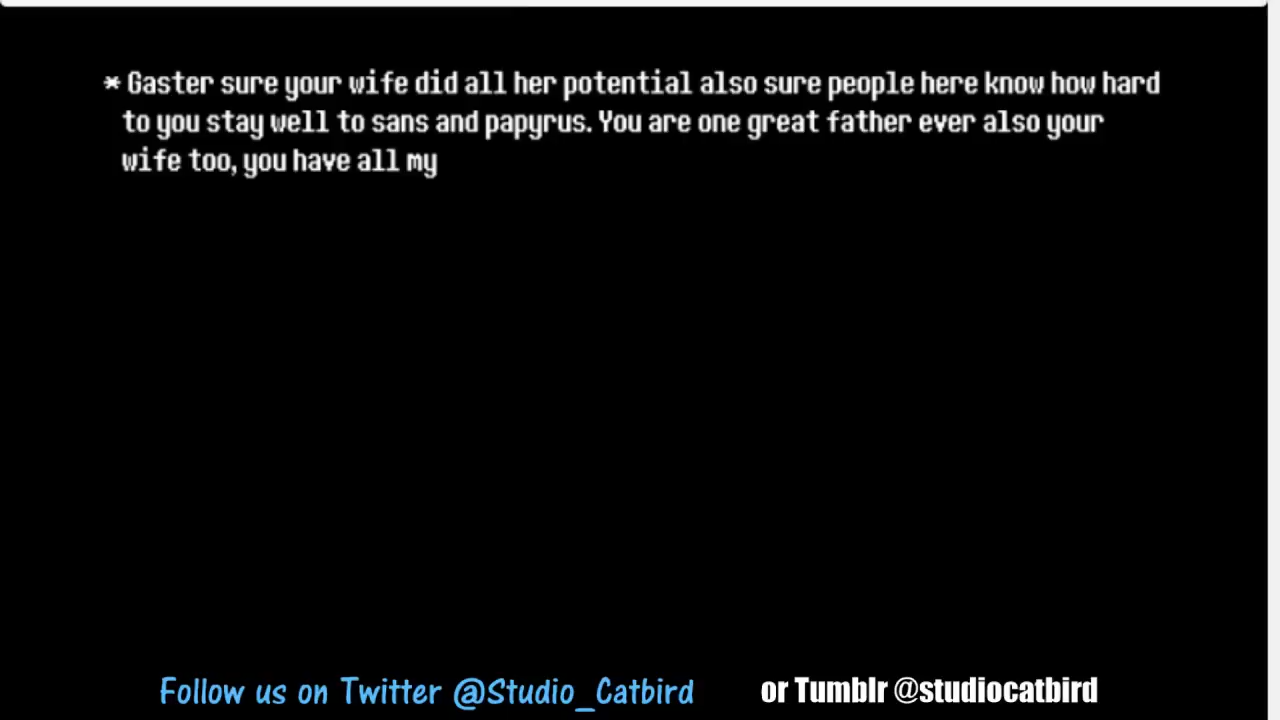 * Gaster sure your wife did all her potential also sure people here know how hard
to you stay well to sans and papyrus. You are one great father ever also your
wife too, you have all my
Follow us on Twitter @Studio_Catbird or Tumblr @studiocatbird